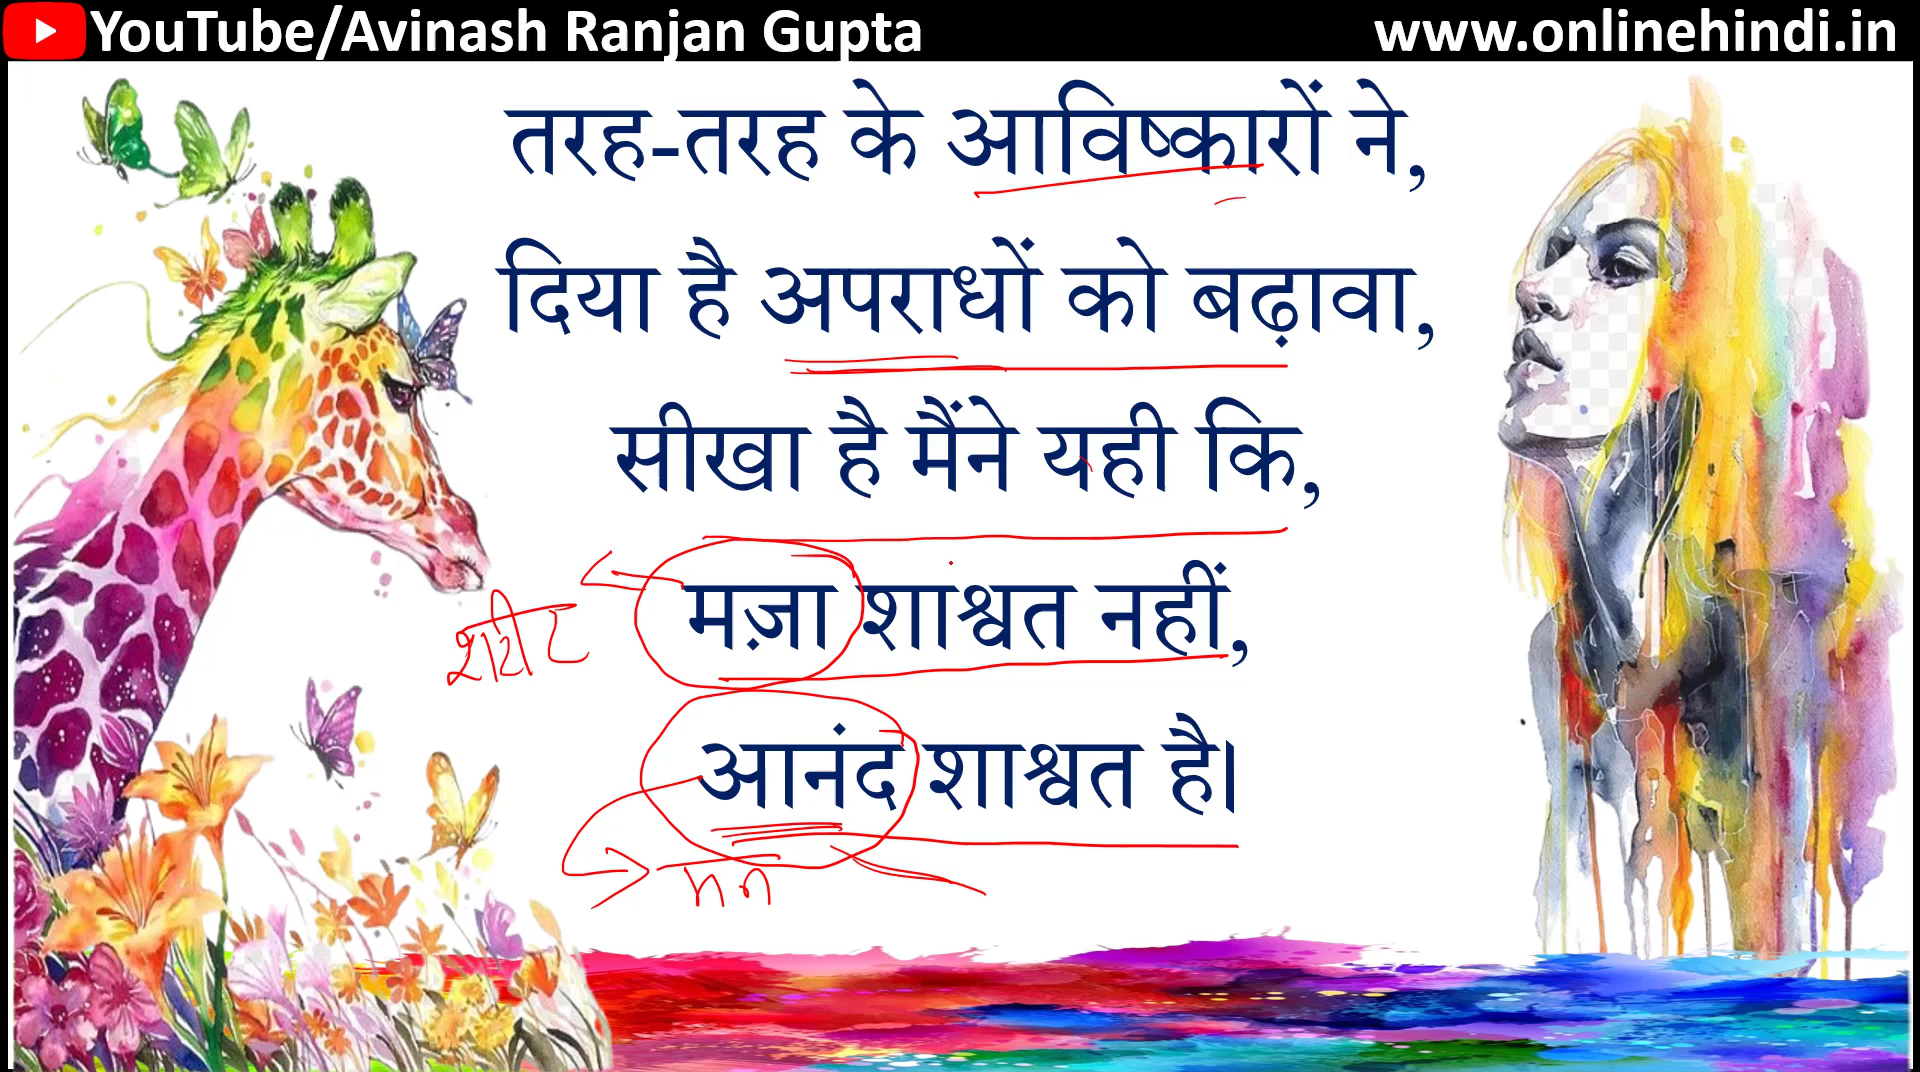 YouTube/Avinash Ranjan Gupta
www.onlinehindi.in
तरह-तरह के आविष्कारों ने,
दिया है अपराधों को बढ़ावा,
सीखा है मैंने यही कि,
मज़ा शाश्वत नहीं,
शरीर
आनंद शाश्वत है।
मन